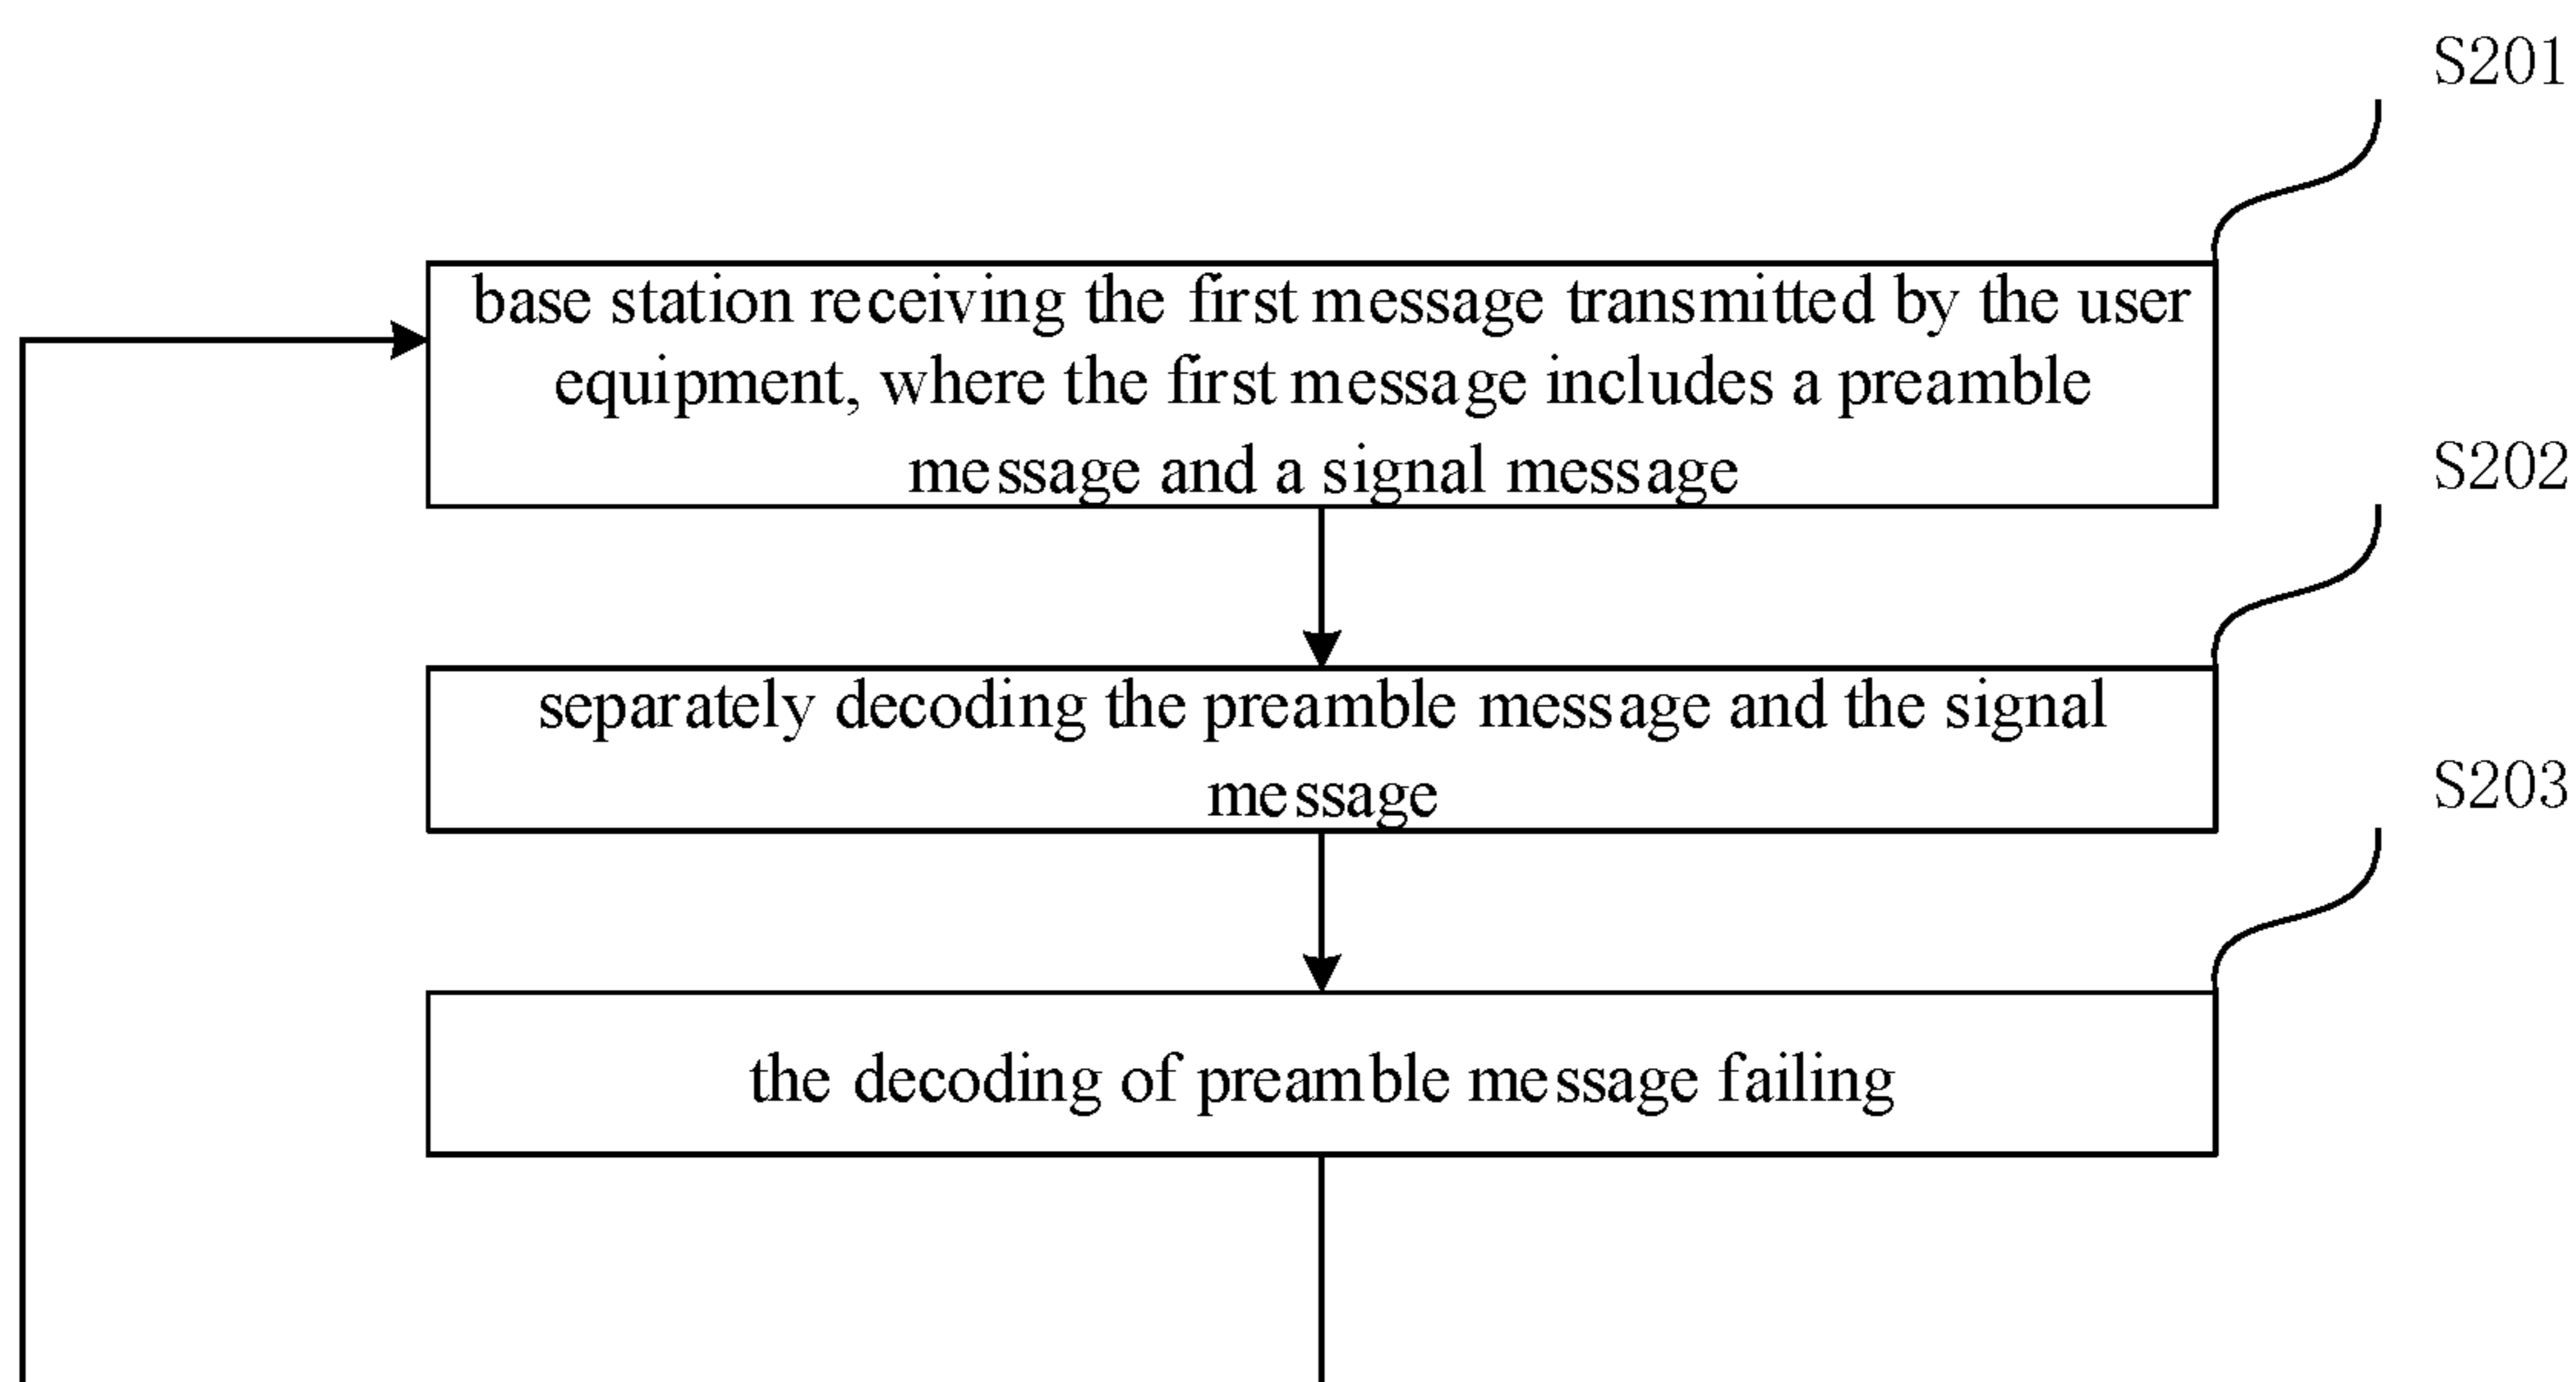 S201
base station receiving the first message transmitted by the user
equipment, where the first message includes a preamble
message and a signal message
S202
separately decoding the preamble message and the signal
message
S203
the decoding of preamble message failing